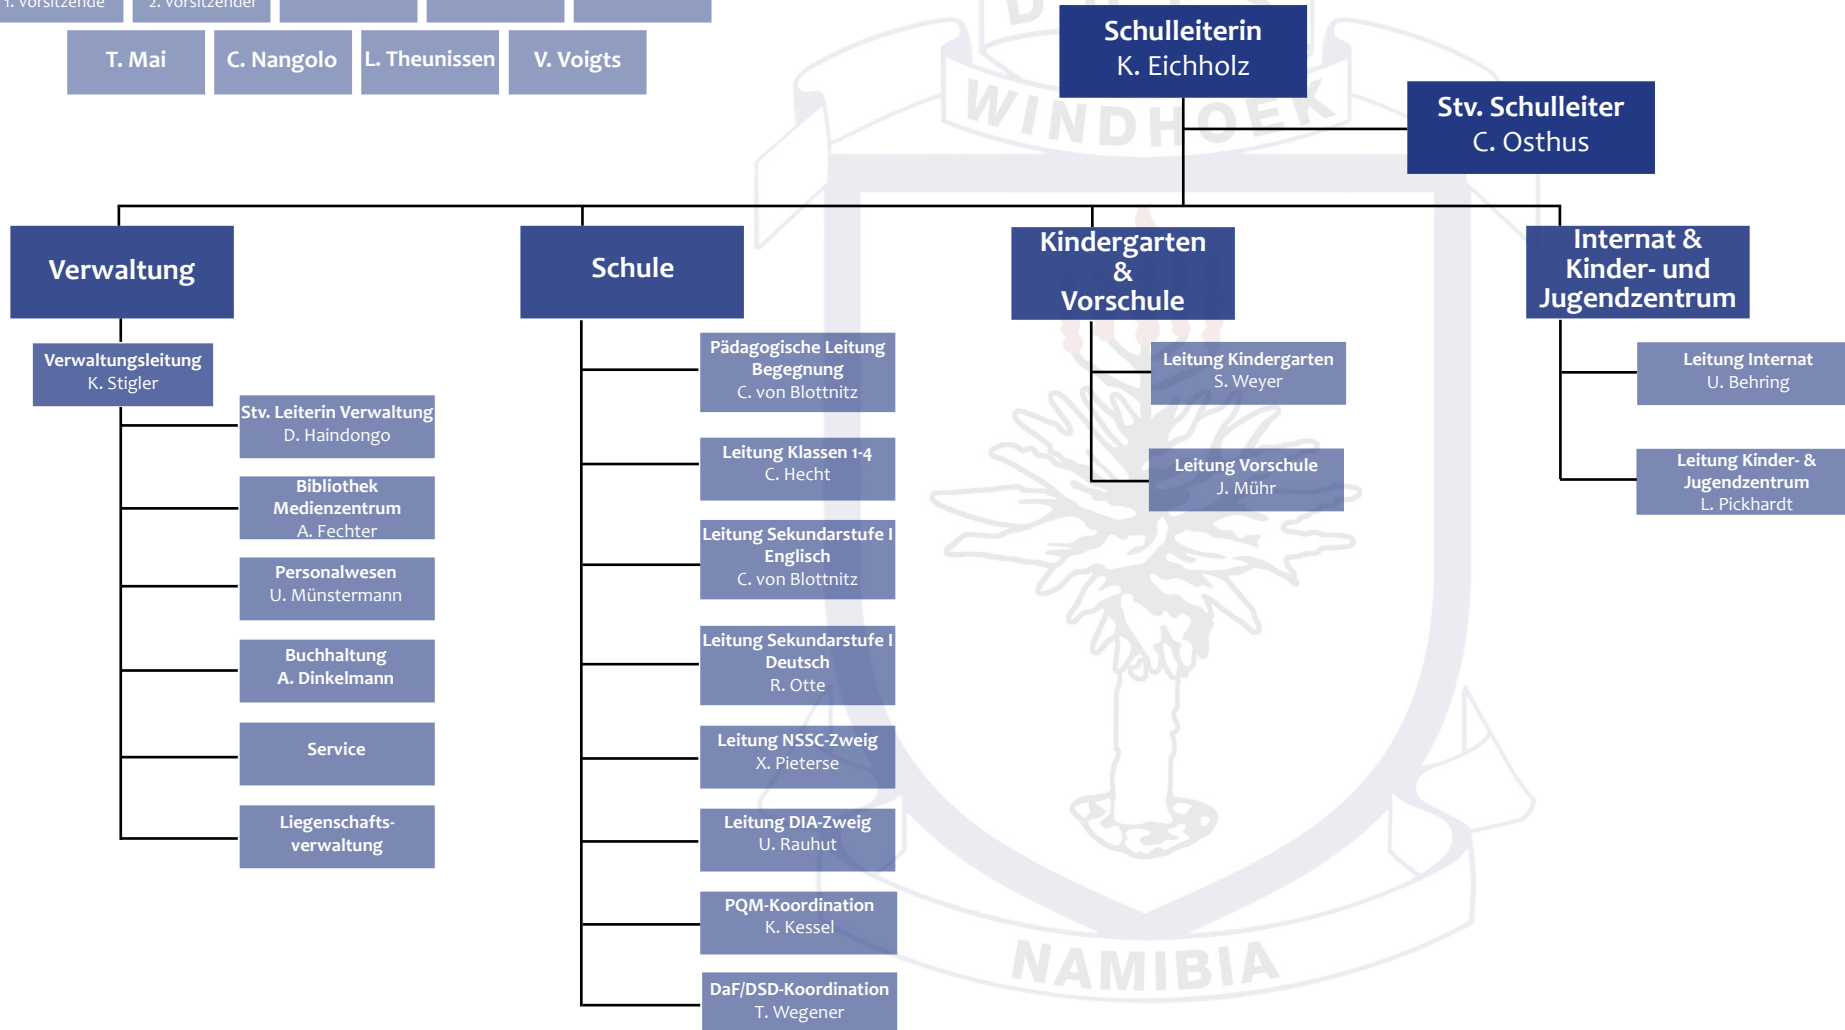 1. Vorsitzende
2. Vorsitzender
T. Mai
C. Nangolo
L. Theunissen
V. Voigts
Schulleiterin
K. Eichholz
Stv. Schulleiter
C. Osthus
WINDHOEK
Verwaltung
Schule
Kindergarten
&
Vorschule
Internat &
Kinder- und
Jugendzentrum
Verwaltungsleitung
K. Stigler
Stv. Leiterin Verwaltung
D. Haindongo
Bibliothek
Medienzentrum
A. Fechter
Personalwesen
U. Münstermann
Buchhaltung
A. Dinkelmann
Service
Liegenschafts-
verwaltung
Pädagogische Leitung
Begegnung
C. von Blottnitz
Leitung Klassen 1-4
C. Hecht
Leitung Sekundarstufe I
Englisch
C. von Blottnitz
Leitung Sekundarstufe I
Deutsch
R. Otte
Leitung NSSC-Zweig
X. Pieterse
Leitung DIA-Zweig
U. Rauhut
PQM-Koordination
K. Kessel
DaF/DSD-Koordination
T. Wegener
Leitung Kindergarten
S. Weyer
Leitung Vorschule
J. Mühr
Leitung Internat
U. Behring
Leitung Kinder- &
Jugendzentrum
L. Pickhardt
NAMIBIA